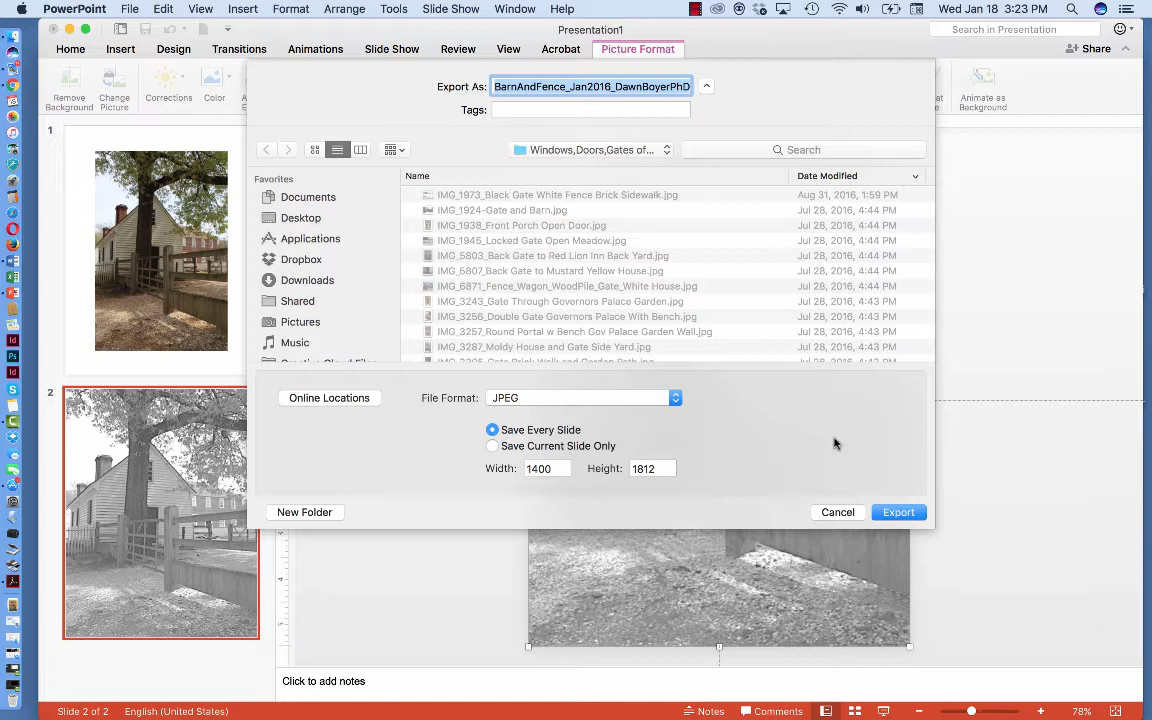 PowerPoint File Edit View Insert Format Arrange Tools Slide Show Window Help Wed Jan 18 3:23 PM
Presentation1
Search in Presentation
Home Insert Design Transitions Animations Slide Show Review View Acrobat Picture Format
Share
Remove Background
Change Picture
Corrections
Color
Animate as Background
Export As: BarnAndFence_Jan2016_DawnBoyerPhD
Tags:
Windows,Doors,Gates of...
Search
Favorites
Documents
Desktop
Applications
Dropbox
Downloads
Shared
Pictures
Music
Name Date Modified
IMG_1973_Black Gate White Fence Brick Sidewalk.jpg Aug 31, 2016, 1:59 PM
IMG_1924-Gate and Barn.jpg Jul 28, 2016, 4:44 PM
IMG_1938_Front Porch Open Door.jpg Jul 28, 2016, 4:44 PM
IMG_1945_Locked Gate Open Meadow.jpg Jul 28, 2016, 4:44 PM
IMG_5803_Back Gate to Red Lion Inn Back Yard.jpg Jul 28, 2016, 4:44 PM
IMG_5807_Back Gate to Mustard Yellow House.jpg Jul 28, 2016, 4:44 PM
IMG_6871_Fence_Wagon_WoodPile_Gate_White House.jpg Jul 28, 2016, 4:44 PM
IMG_3243_Gate Through Governors Palace Garden.jpg Jul 28, 2016, 4:43 PM
IMG_3256_Double Gate Governors Palace With Bench.jpg Jul 28, 2016, 4:43 PM
IMG_3257_Round Portal w Bench Gov Palace Garden Wall.jpg Jul 28, 2016, 4:43 PM
IMG_3287_Moldy House and Gate Side Yard.jpg Jul 28, 2016, 4:43 PM
Online Locations
File Format: JPEG
Save Every Slide
Save Current Slide Only
Width: 1400 Height: 1812
New Folder
Cancel
Export
1
2
Click to add notes
Slide 2 of 2 English (United States) Notes Comments 78%